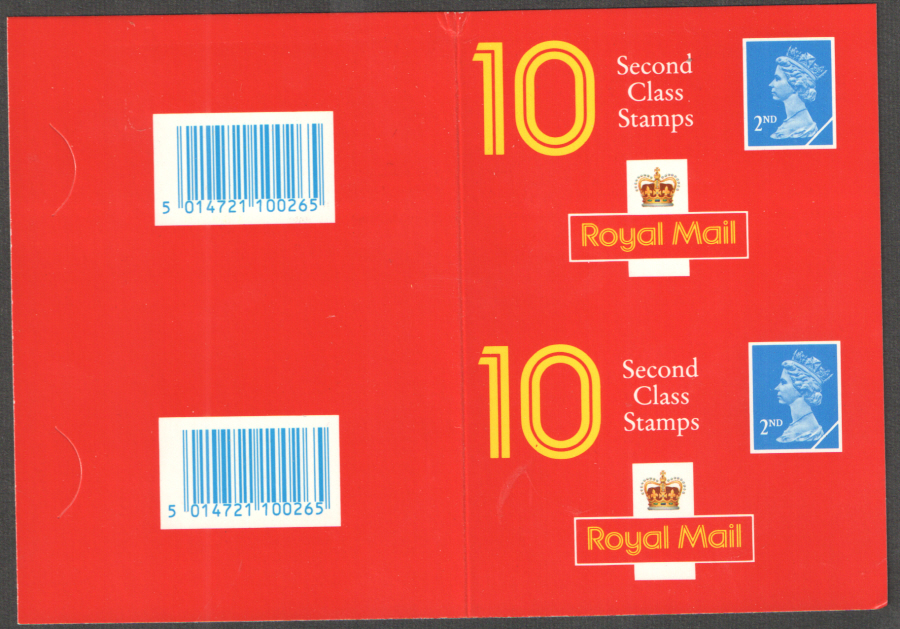 10
Second
Class
Stamps
2ND
5 014721 100265
Royal Mail
10
Second
Class
Stamps
2ND
5 014721 100265
Royal Mail